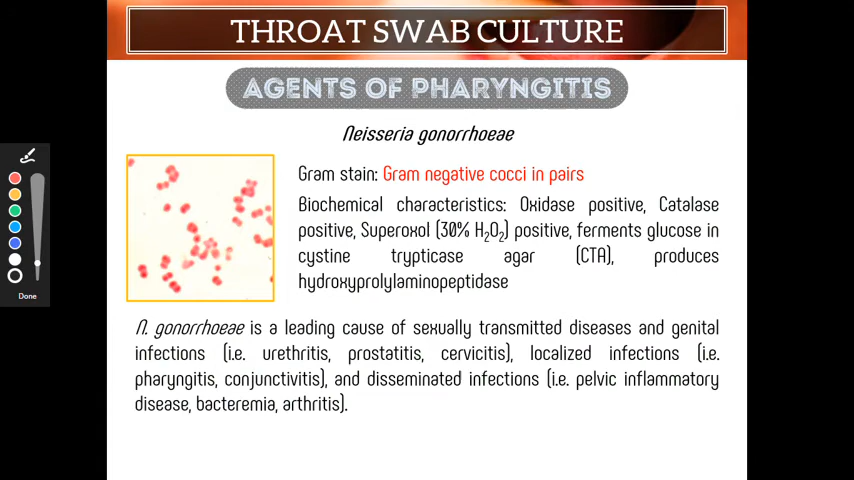 THROAT SWAB CULTURE
AGENTS OF PHARYNGITIS
Neisseria gonorrhoeae
Gram stain: Gram negative cocci in pairs
Biochemical characteristics: Oxidase positive, Catalase
positive, Superoxol (30% H₂O₂) positive, ferments glucose in
cystine trypticase agar (CTA), produces
hydroxyprolylaminopeptidase
N. gonorrhoeae is a leading cause of sexually transmitted diseases and genital
infections (i.e. urethritis, prostatitis, cervicitis), localized infections (i.e.
pharyngitis, conjunctivitis), and disseminated infections (i.e. pelvic inflammatory
disease, bacteremia, arthritis).
Done